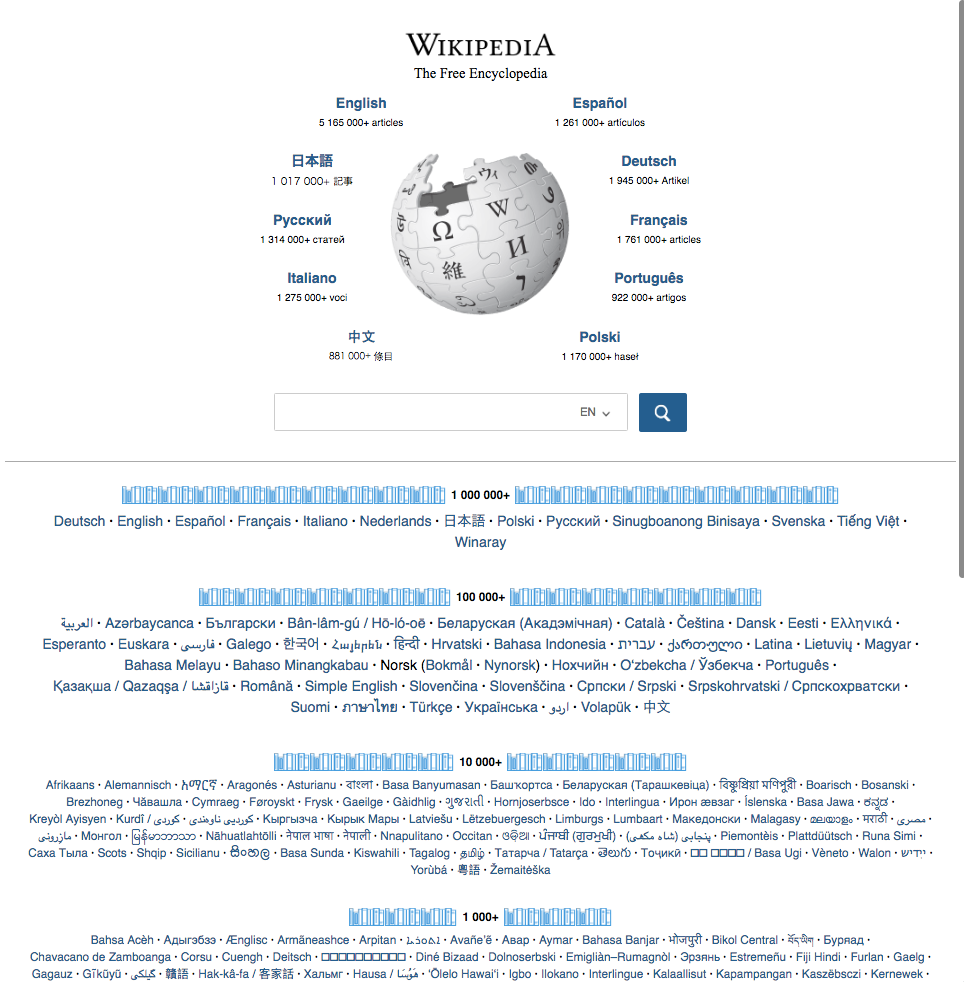 WIKIPEDIA
The Free Encyclopedia
English Español
5 165 000+ articles 1 261 000+ artículos
日本語 Deutsch
1 017 000+ 記事 1 945 000+ Artikel
Русский Français
1 314 000+ статей 1 761 000+ articles
Italiano Português
1 275 000+ voci 922 000+ artigos
中文 Polski
881 000+ 條目 1 170 000+ haseł
EN
1 000 000+
Deutsch · English · Español · Français · Italiano · Nederlands · 日本語 · Polski · Русский · Sinugboanong Binisaya · Svenska · Tiếng Việt ·
Winaray
100 000+
العربية · Azərbaycanca · Български · Bân-lâm-gú / Hō-ló-oē · Беларуская (Акадэмічная) · Català · Čeština · Dansk · Eesti · Ελληνικά ·
Esperanto · Euskara · فارسی · Galego · 한국어 · Հայերեն · हिन्दी · Hrvatski · Bahasa Indonesia · עברית · ქართული · Latina · Lietuvių · Magyar ·
Bahasa Melayu · Bahaso Minangkabau · Norsk (Bokmål · Nynorsk) · Нохчийн · Oʻzbekcha / Ўзбекча · Português ·
Қазақша / Qazaqşa / قازاقشا · Română · Simple English · Slovenčina · Slovenščina · Српски / Srpski · Srpskohrvatski / Српскохрватски ·
Suomi · ภาษาไทย · Türkçe · Українська · اردو · Volapük · 中文
10 000+
Afrikaans · Alemannisch · አማርኛ · Aragonés · Asturianu · বাংলা · Basa Banyumasan · Башҡортса · Беларуская (Тарашкевіца) · বিষ্ণুপ্রিয়া মণিপুরী · Boarisch · Bosanski ·
Brezhoneg · Чӑвашла · Cymraeg · Føroyskt · Frysk · Gaeilge · Gàidhlig · ગુજરાતી · Hornjoserbsce · Ido · Interlingua · Ирон æвзаг · Íslenska · Basa Jawa · ಕನ್ನಡ ·
Kreyòl Ayisyen · Kurdî / كوردی · کوردیی ناوەندی · Кыргызча · Кырык Мары · Latviešu · Lëtzebuergesch · Limburgs · Lumbaart · Македонски · Malagasy · മലയാളം · मराठी · مصرى ·
مازِرونی · Монгол · မြန်မာဘာသာ · Nāhuatlahtōlli · नेपाल भाषा · नेपाली · Nnapulitano · Occitan · ଓଡ଼ିଆ · ਪੰਜਾਬੀ (ਗੁਰਮੁਖੀ) · پنجابی (شاہ مکھی) · Piemontèis · Plattdüütsch · Runa Simi ·
Саха Тыла · Scots · Shqip · Sicilianu · සිංහල · Basa Sunda · Kiswahili · Tagalog · தமிழ் · Татарча / Tatarça · తెలుగు · Тоҷикӣ · / Basa Ugi · Vèneto · Walon · ייִדיש ·
Yorùbá · 粵語 · Žemaitėška
1 000+
Bahsa Acèh · Адыгэбзэ · Ænglisc · Armãneashce · Arpitan · ܐܬܘܪܝܐ · Avañe'ẽ · Авар · Aymar · Bahasa Banjar · भोजपुरी · Bikol Central · བོད་ཡིག · Буряад ·
Chavacano de Zamboanga · Corsu · Cuengh · Deitsch · · Diné Bizaad · Dolnoserbski · Emigliàn–Rumagnòl · Эрзянь · Estremeñu · Fiji Hindi · Furlan · Gaelg ·
Gagauz · Gĩkũyũ · گیلکی · 贛語 · Hak-kâ-fa / 客家話 · Хальмг · Hausa / هَوُسَا · ʻŌlelo Hawaiʻi · Igbo · Ilokano · Interlingue · Kalaallisut · Kapampangan · Kaszëbsczi · Kernewek ·